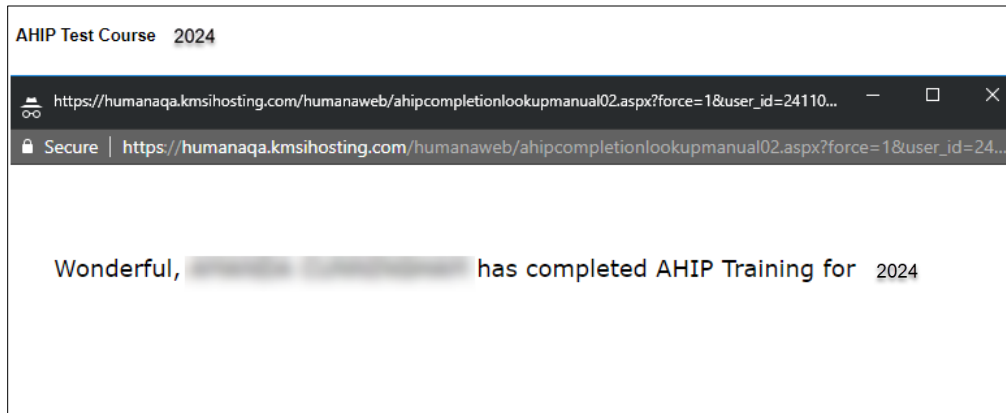 AHIP Test Course 2024
https://humanaqa.kmsihosting.com/humanaweb/ahipcompletionlookupmanual02.aspx?force=1&user_id=24110...
Secure | https://humanaqa.kmsihosting.com/humanaweb/ahipcompletionlookupmanual02.aspx?force=1&user_id=24...
Wonderful, has completed AHIP Training for 2024